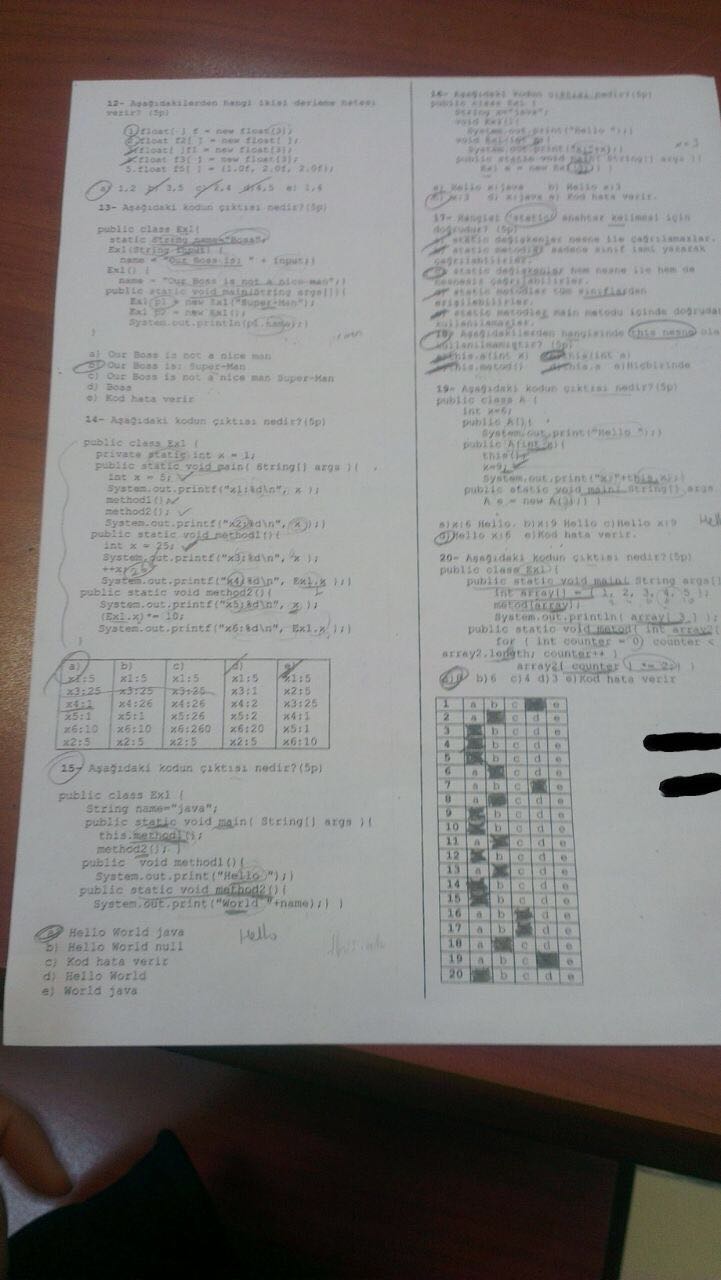 12- Aşağıdakilerden hangi ikisi derleme hatası
verir? (5p)
1.float[ ] f = new float(3);
2.float f2[ ] = new float[ ];
3.float[ ]f1 = new float[3];
4.float f3[ ] = new float[3];
5.float f5[ ] = {1.0f, 2.0f, 2.0f};
a) 1,2 b) 3,5 c) 2,4 d) 4,5 e) 1,4
13- Aşağıdaki kodun çıktısı nedir?(5p)
public class Ex1{
static String name="Boss";
Ex1(String input) {
name = "Our Boss is: " + input;}
Ex1() {
name = "Our Boss is not a nice man";}
public static void main(String args[]){
Ex1 p1 = new Ex1("Super-Man");
Ex1 p2 = new Ex1();
System.out.println(p1.name);}
}
a) Our Boss is not a nice man
b) Our Boss is: Super-Man
c) Our Boss is not a nice man Super-Man
d) Boss
e) Kod hata verir
14- Aşağıdaki kodun çıktısı nedir?(5p)
public class Ex1 {
private static int x = 1;
public static void main( String[] args ){
int x = 5;
System.out.printf("x1:%d\n", x );
method1();
method2();
System.out.printf("x2:%d\n", x);}
public static void method1(){
int x = 25;
System.out.printf("x3:%d\n", x );
++x; 26
System.out.printf("x4:%d\n", Ex1.x );}
public static void method2(){
System.out.printf("x5:%d\n", x );
(Ex1.x)*= 10;
System.out.printf("x6:%d\n", Ex1.x );}
}
a) b) c) d) e)
x1:5 x1:5 x1:5 x1:5 x1:5
x3:25 x3:25 x3:25 x3:1 x2:5
x4:1 x4:26 x4:26 x4:2 x3:25
x5:1 x5:1 x5:26 x5:2 x4:1
x6:10 x6:10 x6:260 x6:20 x5:1
x2:5 x2:5 x2:5 x2:5 x6:10
15- Aşağıdaki kodun çıktısı nedir?(5p)
public class Ex1 {
String name="java";
public static void main( String[] args ){
this.method1();
method2(); }
public void method1(){
System.out.print("Hello ");}
public static void method2(){
System.out.print("World "+name);} }
a) Hello World java
Hello
b) Hello World null
c) Kod hata verir
d) Hello World
e) World java
16- Aşağıdaki kodun çıktısı nedir?(5p)
public class Ex1 {
String x="java";
void Ex1(){
System.out.print("Hello ");}
x=3
public static void main( String[] args ){
a) Hello x:java b) Hello x:3
c) x:3 d) x:java e) Kod hata verir.
17- Hangisi static anahtar kelimesi için
doğrudur? (5p)
static değişkenler nesne ile çağrılamazlar.
static metodlar sadece sınıf ismi yazarak
çağrılabilirler.
static değişkenler hem nesne ile hem de
nesnesiz çağrılabilirler.
static metodlar tüm sınıflardan
erişilebilirler.
static metodlar main metodu içinde doğrudan
kullanılamazlar.
18- Aşağıdakilerden hangisinde this nesne
kullanılmamıştır? (5p)
this.a(int x) this(int a)
this.metod() this.a e)Hiçbirinde
19- Aşağıdaki kodun çıktısı nedir?(5p)
public class A {
int x=6;
public A(){
System.out.print("Hello ");}
public A(int x){
this();
x=9;
System.out.print("x:"+this.x);}
public static void main( String[] args
A e = new A(3);} }
a)x:6 Hello. b)x:9 Hello c)Hello x:9
d)Hello x:6 e)Kod hata verir.
20- Aşağıdaki kodun çıktısı nedir?(5p)
public class Ex1{
public static void main( String args[]
int array[] = { 1, 2, 3, 4, 5 };
metod(array);
System.out.println( array[ 3 ] );}
public static void metod( int array2[
for ( int counter = 0; counter <
array2.length; counter++ )
array2[ counter ] *= 2; }
a)8 b)6 c)4 d)3 e)Kod hata verir
1 a b c e
2 a c d e
3 b c d e
4 b c d e
5 b c d e
6 a c d e
7 a b c e
8 a c d e
9 b c d e
10 b c d e
11 a c d e
12 b c d e
13 a c d e
14 b c d e
15 b c d e
16 a b d e
17 a b d e
18 a c d e
19 a b c e
20 b c d e